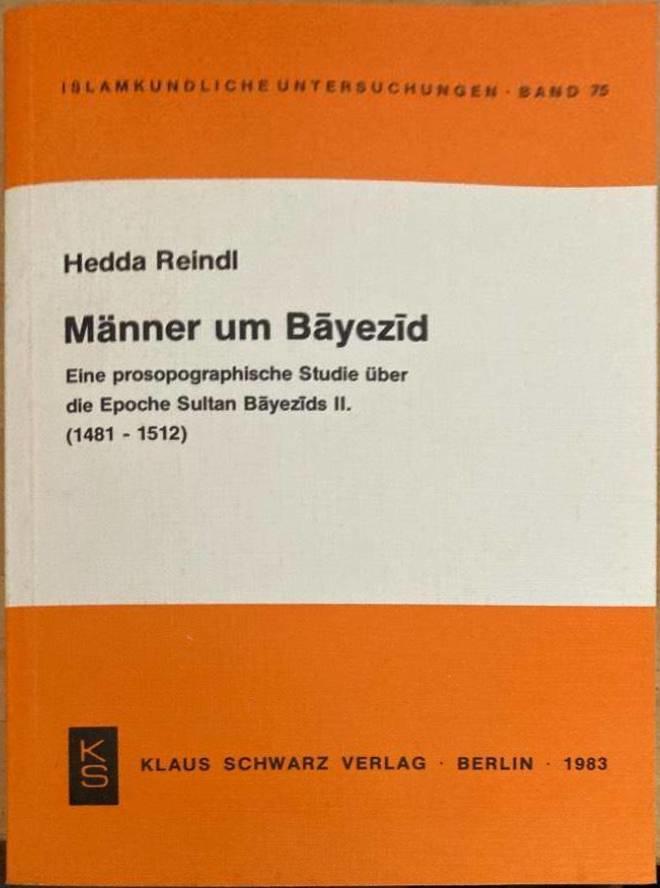 ISLAMKUNDLICHE UNTERSUCHUNGEN · BAND 75
Hedda Reindl
Männer um Bāyezīd
Eine prosopographische Studie über
die Epoche Sultan Bāyezīds II.
(1481 - 1512)
KS
KLAUS SCHWARZ VERLAG · BERLIN · 1983